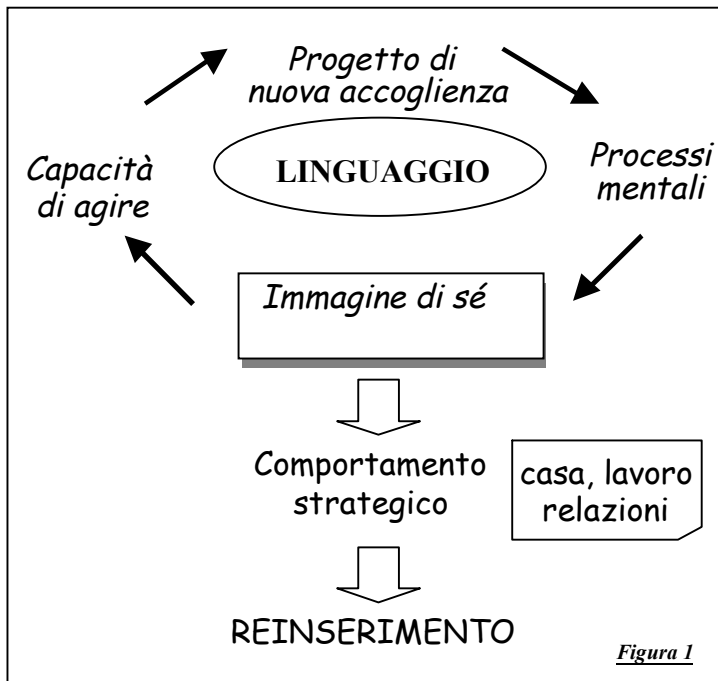 Progetto di
nuova accoglienza
LINGUAGGIO
Capacità
di agire
Processi
mentali
Immagine di sé
Comportamento
strategico
casa, lavoro
relazioni
REINSERIMENTO
Figura 1